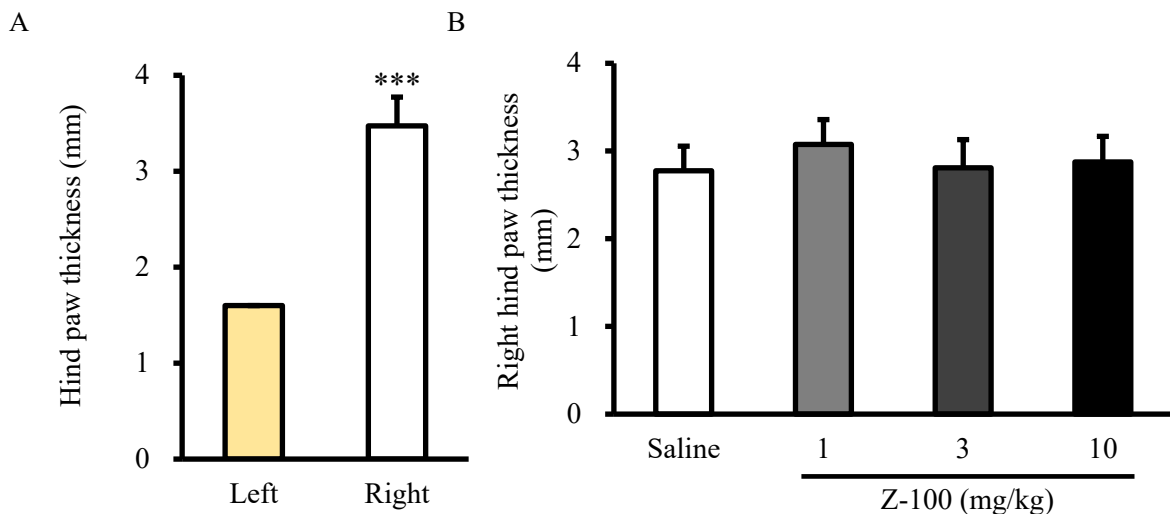 A
B
Hind paw thickness (mm)
4
3
2
1
0
***
Left
Right
Right hind paw thickness
(mm)
4
3
2
1
0
Saline
1
3
10
Z-100 (mg/kg)